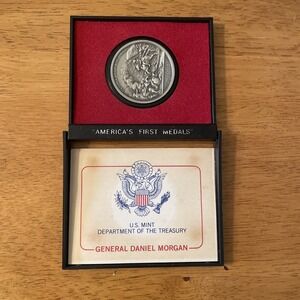 "AMERICA'S FIRST MEDALS"
U.S. MINT
DEPARTMENT OF THE TREASURY
GENERAL DANIEL MORGAN